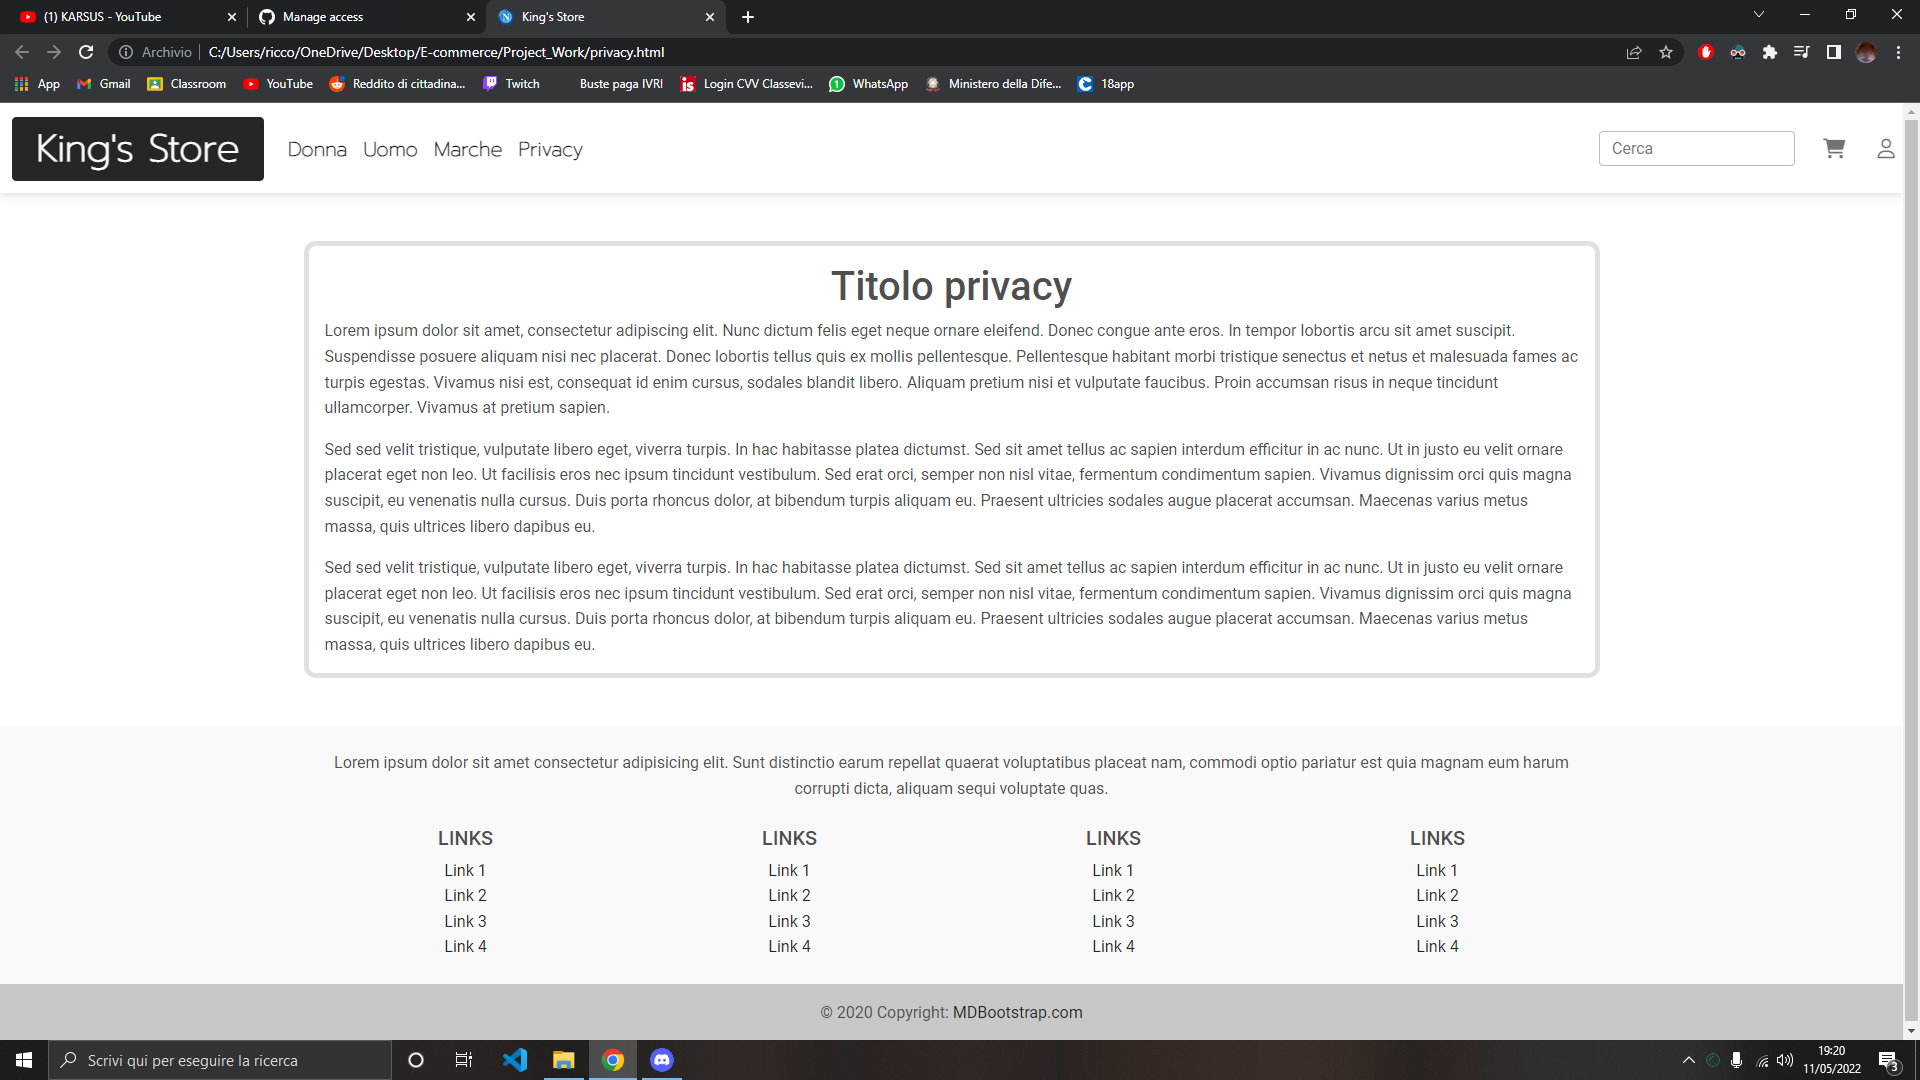 (1) KARSUS - YouTube
Manage access
King's Store
Archivio
C:/Users/ricco/OneDrive/Desktop/E-commerce/Project_Work/privacy.html
App
Gmail
Classroom
YouTube
Reddito di cittadina...
Twitch
Buste paga IVRI
is Login CVV Classevi...
1 WhatsApp
Ministero della Dife...
18app
King's Store
Donna Uomo Marche Privacy
Cerca
Titolo privacy
Lorem ipsum dolor sit amet, consectetur adipiscing elit. Nunc dictum felis eget neque ornare eleifend. Donec congue ante eros. In tempor lobortis arcu sit amet suscipit.
Suspendisse posuere aliquam nisi nec placerat. Donec lobortis tellus quis ex mollis pellentesque. Pellentesque habitant morbi tristique senectus et netus et malesuada fames ac
turpis egestas. Vivamus nisi est, consequat id enim cursus, sodales blandit libero. Aliquam pretium nisi et vulputate faucibus. Proin accumsan risus in neque tincidunt
ullamcorper. Vivamus at pretium sapien.
Sed sed velit tristique, vulputate libero eget, viverra turpis. In hac habitasse platea dictumst. Sed sit amet tellus ac sapien interdum efficitur in ac nunc. Ut in justo eu velit ornare
placerat eget non leo. Ut facilisis eros nec ipsum tincidunt vestibulum. Sed erat orci, semper non nisl vitae, fermentum condimentum sapien. Vivamus dignissim orci quis magna
suscipit, eu venenatis nulla cursus. Duis porta rhoncus dolor, at bibendum turpis aliquam eu. Praesent ultricies sodales augue placerat accumsan. Maecenas varius metus
massa, quis ultrices libero dapibus eu.
Sed sed velit tristique, vulputate libero eget, viverra turpis. In hac habitasse platea dictumst. Sed sit amet tellus ac sapien interdum efficitur in ac nunc. Ut in justo eu velit ornare
placerat eget non leo. Ut facilisis eros nec ipsum tincidunt vestibulum. Sed erat orci, semper non nisl vitae, fermentum condimentum sapien. Vivamus dignissim orci quis magna
suscipit, eu venenatis nulla cursus. Duis porta rhoncus dolor, at bibendum turpis aliquam eu. Praesent ultricies sodales augue placerat accumsan. Maecenas varius metus
massa, quis ultrices libero dapibus eu.
Lorem ipsum dolor sit amet consectetur adipisicing elit. Sunt distinctio earum repellat quaerat voluptatibus placeat nam, commodi optio pariatur est quia magnam eum harum
corrupti dicta, aliquam sequi voluptate quas.
LINKS
Link 1
Link 2
Link 3
Link 4
LINKS
Link 1
Link 2
Link 3
Link 4
LINKS
Link 1
Link 2
Link 3
Link 4
LINKS
Link 1
Link 2
Link 3
Link 4
© 2020 Copyright: MDBootstrap.com
Scrivi qui per eseguire la ricerca
19:20
11/05/2022
3